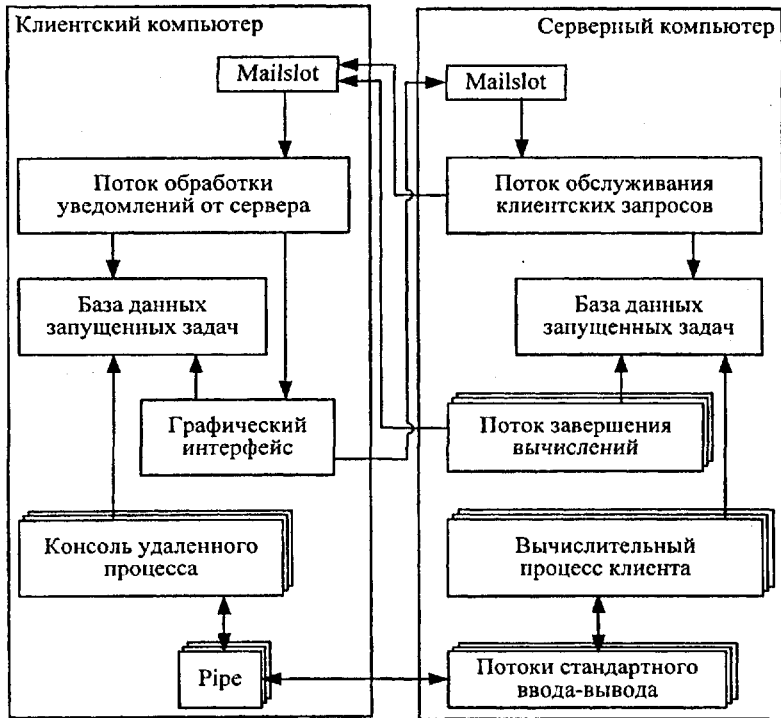 Клиентский компьютер
Mailslot
Поток обработки
уведомлений от сервера
База данных
запущенных задач
Графический
интерфейс
Консоль удаленного
процесса
Pipe
Серверный компьютер
Mailslot
Поток обслуживания
клиентских запросов
База данных
запущенных задач
Поток завершения
вычислений
Вычислительный
процесс клиента
Потоки стандартного
ввода-вывода